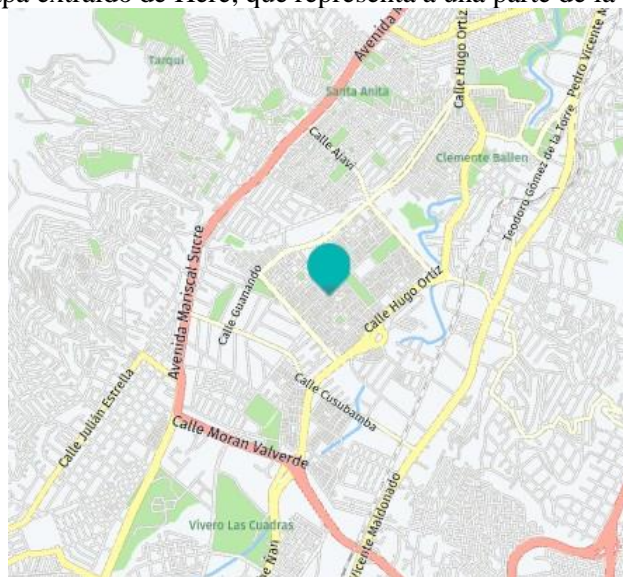 pa extraído de Here, que representa a una parte de la
Avenida M
Calle Hugo Ortiz
Pedro Vicente M
Tarqui
Santa Anita
Calle Ajavi
Clemente Ballen
Teodoro Gómez de la Torre
Avenida Mariscal Sucre
Calle Guanando
Calle Hugo Ortiz
Calle Julián Estrella
Calle Cusubamba
Calle Moran Valverde
Vivero Las Cuadras
Vicente Maldonado
be Ñan